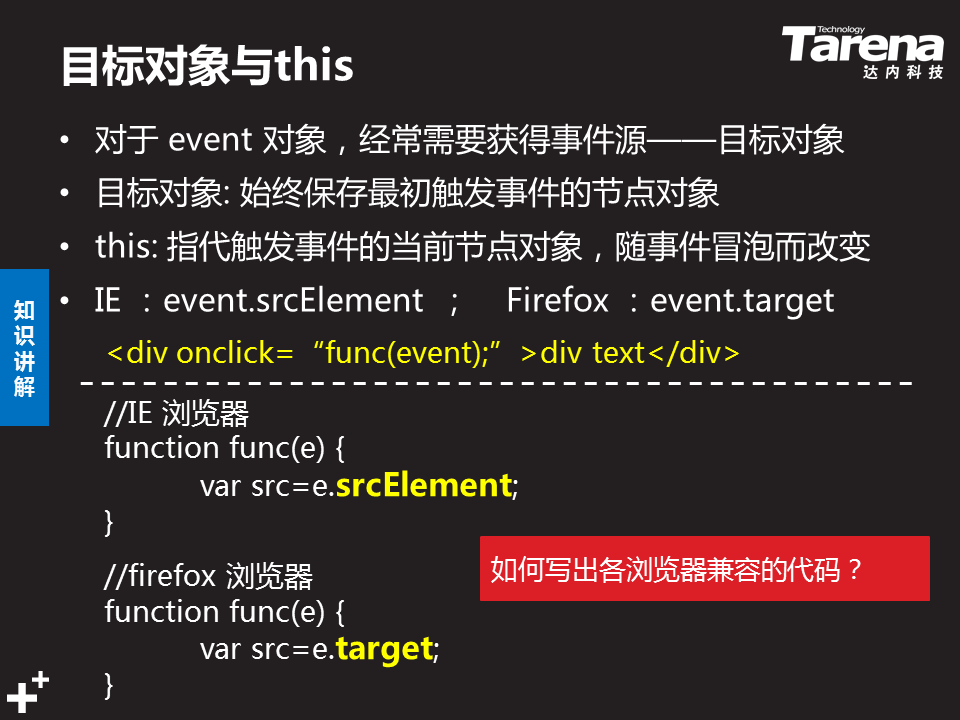 目标对象与this
Technology
Tarena
达内科技
• 对于 event 对象，经常需要获得事件源——目标对象
• 目标对象: 始终保存最初触发事件的节点对象
• this: 指代触发事件的当前节点对象，随事件冒泡而改变
• IE ：event.srcElement ； Firefox ：event.target
知识讲解
<div onclick=“func(event);”>div text</div>
//IE 浏览器
function func(e) {
var src=e.srcElement;
}
//firefox 浏览器
function func(e) {
var src=e.target;
}
如何写出各浏览器兼容的代码？